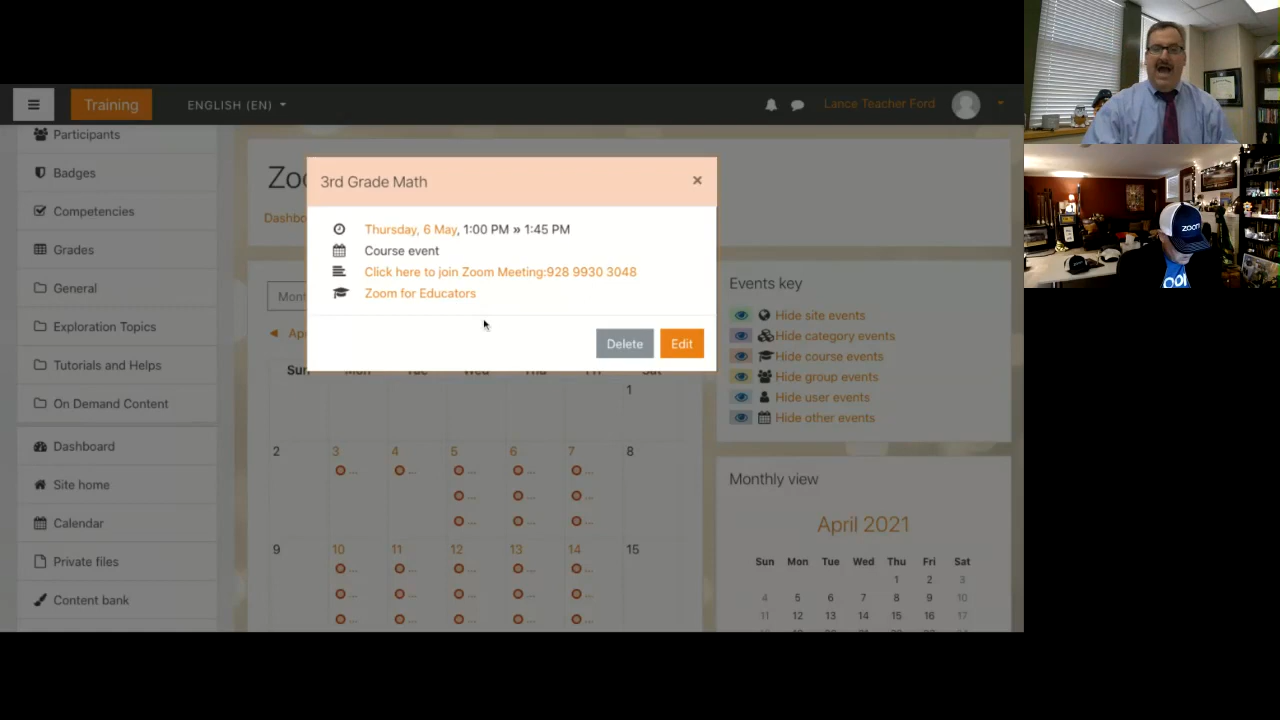 Training
ENGLISH (EN)
Lance Teacher Ford
Participants
Badges
Competencies
Grades
General
Exploration Topics
Tutorials and Helps
On Demand Content
Dashboard
Site home
Calendar
Private files
Content bank
3rd Grade Math
×
Thursday, 6 May, 1:00 PM » 1:45 PM
Course event
Click here to join Zoom Meeting:928 9930 3048
Zoom for Educators
Delete
Edit
1
2 3 4 5 6 7 8
9 10 11 12 13 14 15
Events key
Hide site events
Hide category events
Hide course events
Hide group events
Hide user events
Hide other events
Monthly view
April 2021
Sun Mon Tue Wed Thu Fri Sat
1 2 3
4 5 6 7 8 9 10
11 12 13 14 15 16 17
zoom